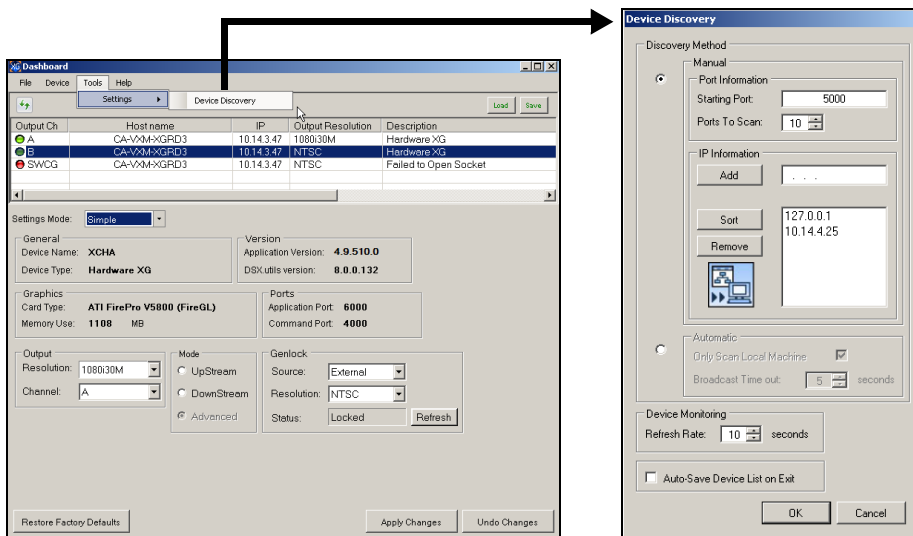 XG Dashboard
File Device Tools Help
Settings Device Discovery
Load Save
Output Ch Host name IP Output Resolution Description
A CA-VXM-XGRD3 10.14.3.47 1080i30M Hardware XG
B CA-VXM-XGRD3 10.14.3.47 NTSC Hardware XG
SWCG CA-VXM-XGRD3 10.14.3.47 NTSC Failed to Open Socket
Settings Mode: Simple
General
Device Name: XCHA
Device Type: Hardware XG
Version
Application Version: 4.9.510.0
DSX.utils version: 8.0.0.132
Graphics
Card Type: ATI FirePro V5800 (FireGL)
Memory Use: 1108 MB
Ports
Application Port: 6000
Command Port: 4000
Output
Resolution: 1080i30M
Channel: A
Mode
UpStream
DownStream
Advanced
Genlock
Source: External
Resolution: NTSC
Status: Locked Refresh
Restore Factory Defaults Apply Changes Undo Changes
Device Discovery
Discovery Method
Manual
Port Information
Starting Port: 5000
Ports To Scan: 10
IP Information
Add . . .
Sort
Remove
127.0.0.1
10.14.4.25
Automatic
Only Scan Local Machine
Broadcast Time out: 5 seconds
Device Monitoring
Refresh Rate: 10 seconds
Auto-Save Device List on Exit
OK Cancel